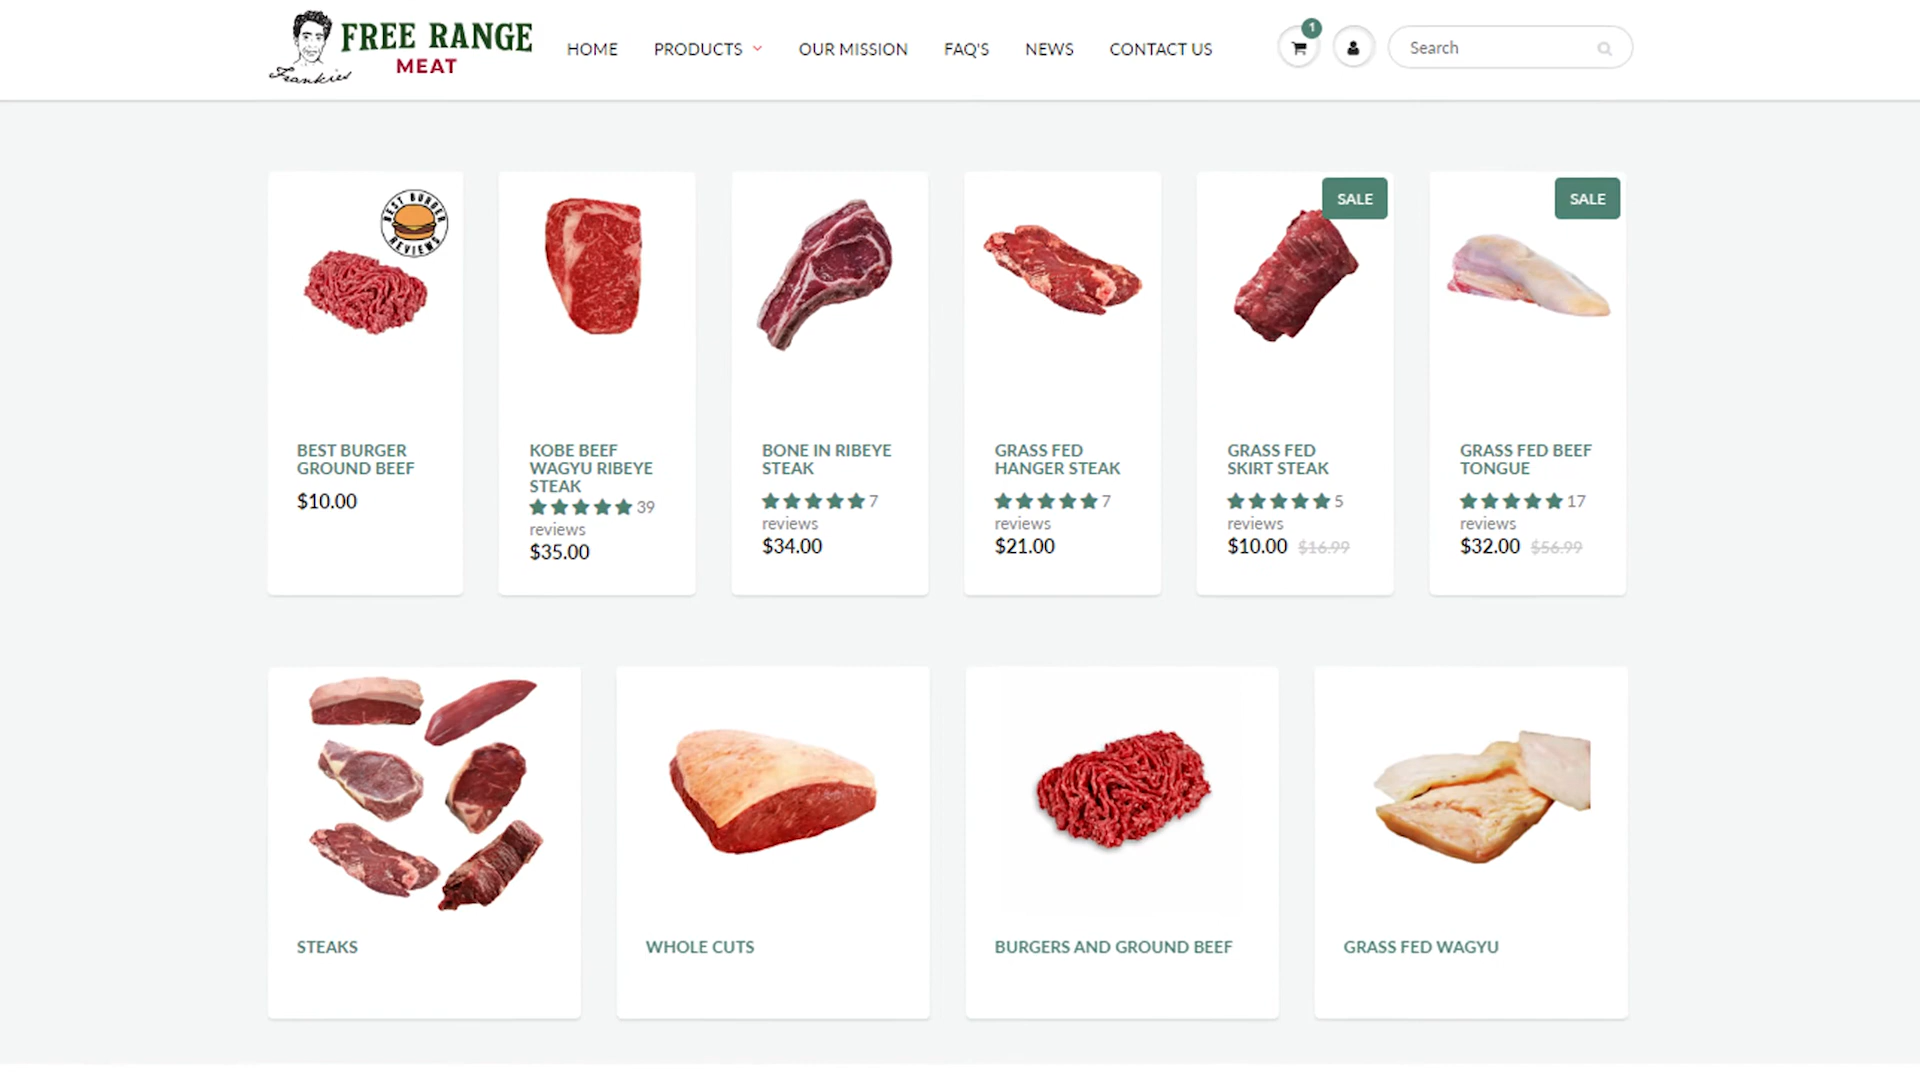 Frankies
FREE RANGE
MEAT
HOME
PRODUCTS
OUR MISSION
FAQ'S
NEWS
CONTACT US
1
Search
BEST BURGER
REVIEWS
BEST BURGER
GROUND BEEF
$10.00
KOBE BEEF
WAGYU RIBEYE
STEAK
39
reviews
$35.00
BONE IN RIBEYE
STEAK
7
reviews
$34.00
GRASS FED
HANGER STEAK
7
reviews
$21.00
SALE
GRASS FED
SKIRT STEAK
5
reviews
$10.00 $16.99
SALE
GRASS FED BEEF
TONGUE
17
reviews
$32.00 $56.99
STEAKS
WHOLE CUTS
BURGERS AND GROUND BEEF
GRASS FED WAGYU